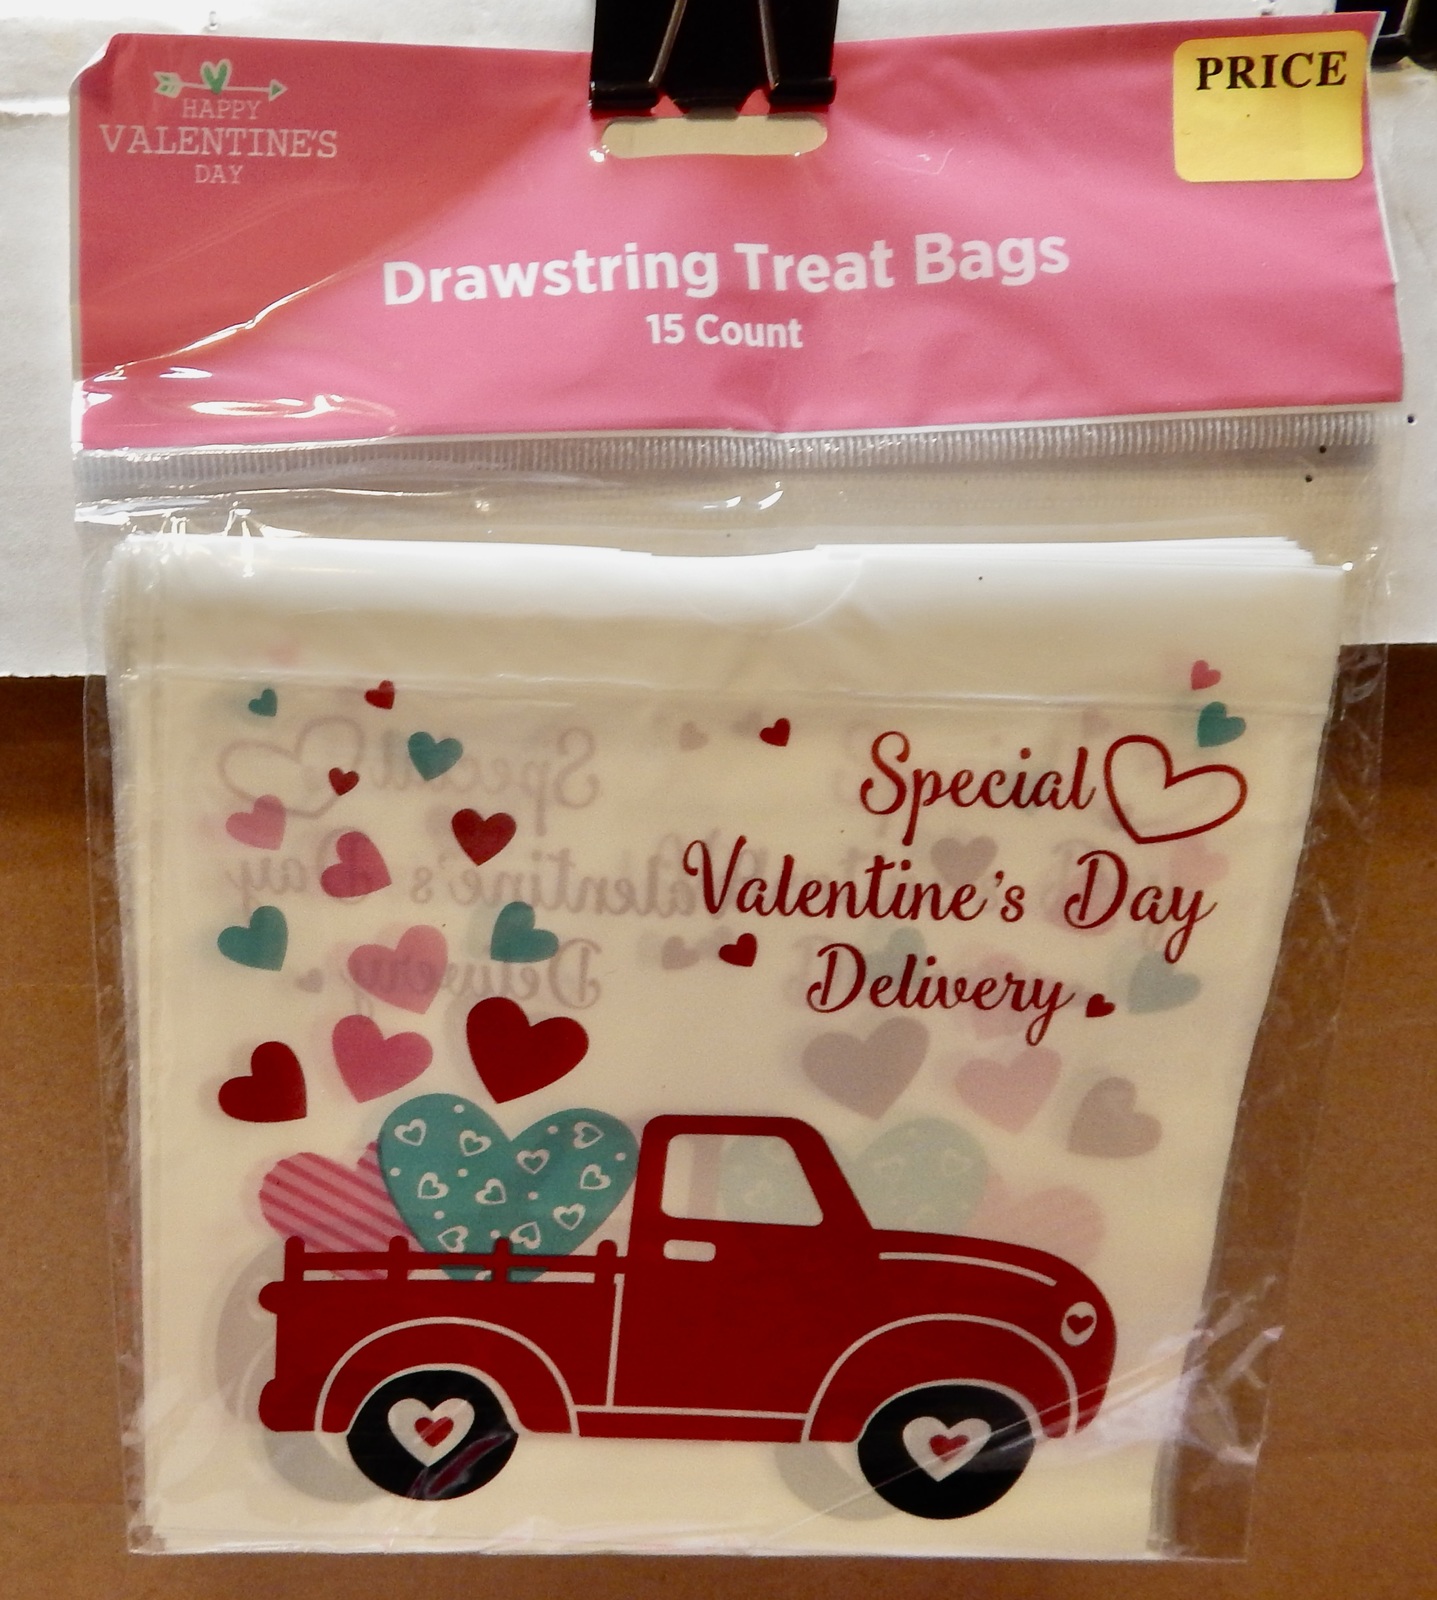 HAPPY
VALENTINE'S
DAY
PRICE
Drawstring Treat Bags
15 Count
Special
Valentine's Day
Delivery